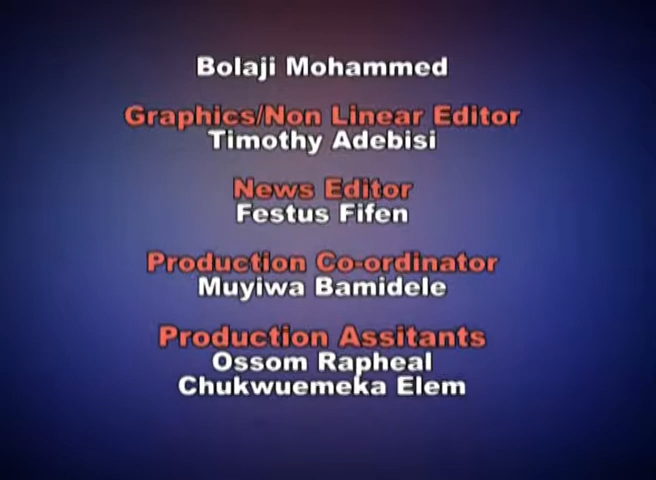 Bolaji Mohammed
Graphics/Non Linear Editor
Timothy Adebisi
News Editor
Festus Fifen
Production Co-ordinator
Muyiwa Bamidele
Production Assitants
Ossom Rapheal
Chukwuemeka Elem